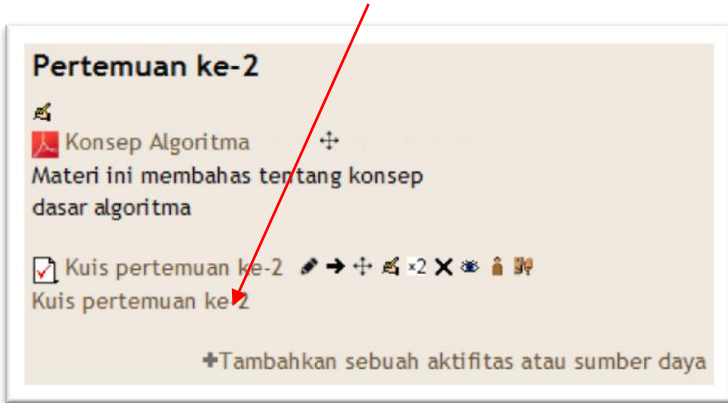 Pertemuan ke-2
Konsep Algoritma
Materi ini membahas tentang konsep
dasar algoritma
Kuis pertemuan ke-2 x2
Kuis pertemuan ke-2
+Tambahkan sebuah aktifitas atau sumber daya